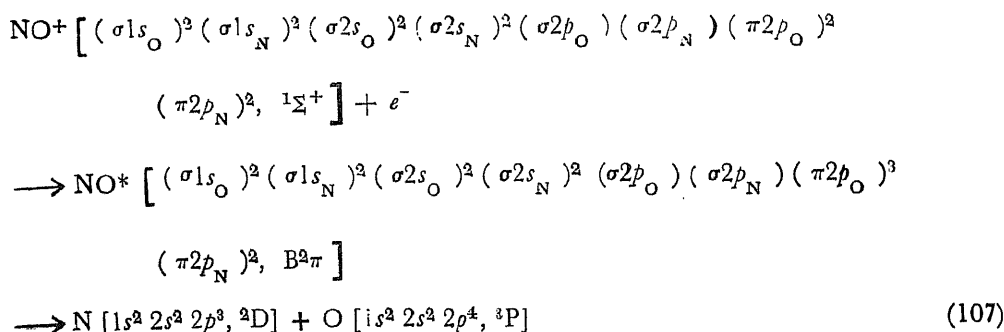 NO⁺ [ ( σ1s_O )² ( σ1s_N )² ( σ2s_O )² ( σ2s_N )² ( σ2p_O ) ( σ2p_N ) ( π2p_O )²
( π2p_N )², ¹Σ⁺ ] + e⁻
⟶ NO* [ ( σ1s_O )² ( σ1s_N )² ( σ2s_O )² ( σ2s_N )² (σ2p_O ) ( σ2p_N ) ( π2p_O )³
( π2p_N )², B²π ]
⟶ N [1s² 2s² 2p³, ²D] + O [is² 2s² 2p⁴, ³P] (107)